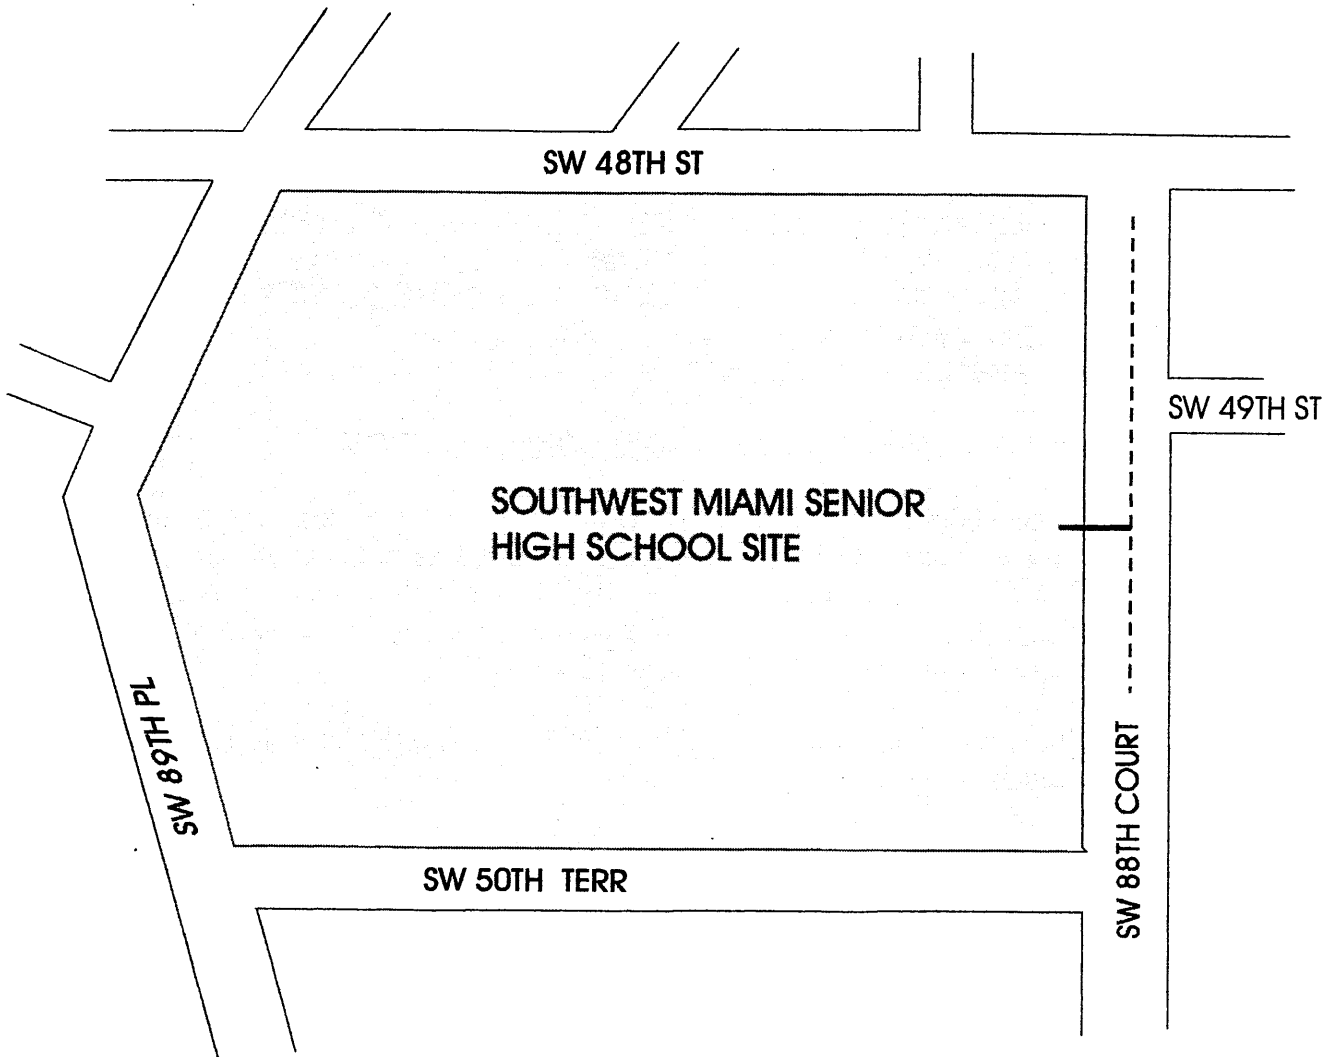 SW 48TH ST
SW 49TH ST
SOUTHWEST MIAMI SENIOR
HIGH SCHOOL SITE
SW 89TH PL
SW 88TH COURT
SW 50TH TERR